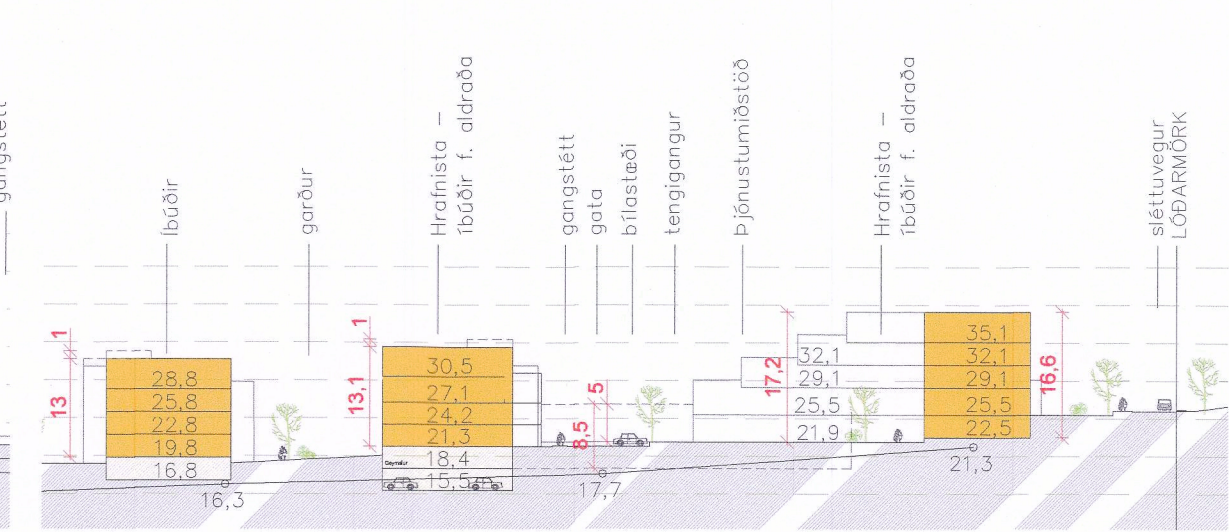 gangstétt
íbúðir
garður
Hrafnista –
íbúðir f. aldraða
gangstétt
gata
bílastæði
tengigangur
Þjónustumiðstöð
Hrafnista –
íbúðir f. aldraða
sléttuvegur
LÓÐARMÖRK
1
13
28,8
25,8
22,8
19,8
16,8
16,3
1
13,1
30,5
27,1
24,2
21,3
18,4
Geymslur
15,5
5
8,5
17,7
17,2
32,1
29,1
25,5
21,9
35,1
32,1
29,1
25,5
22,5
16,6
21,3